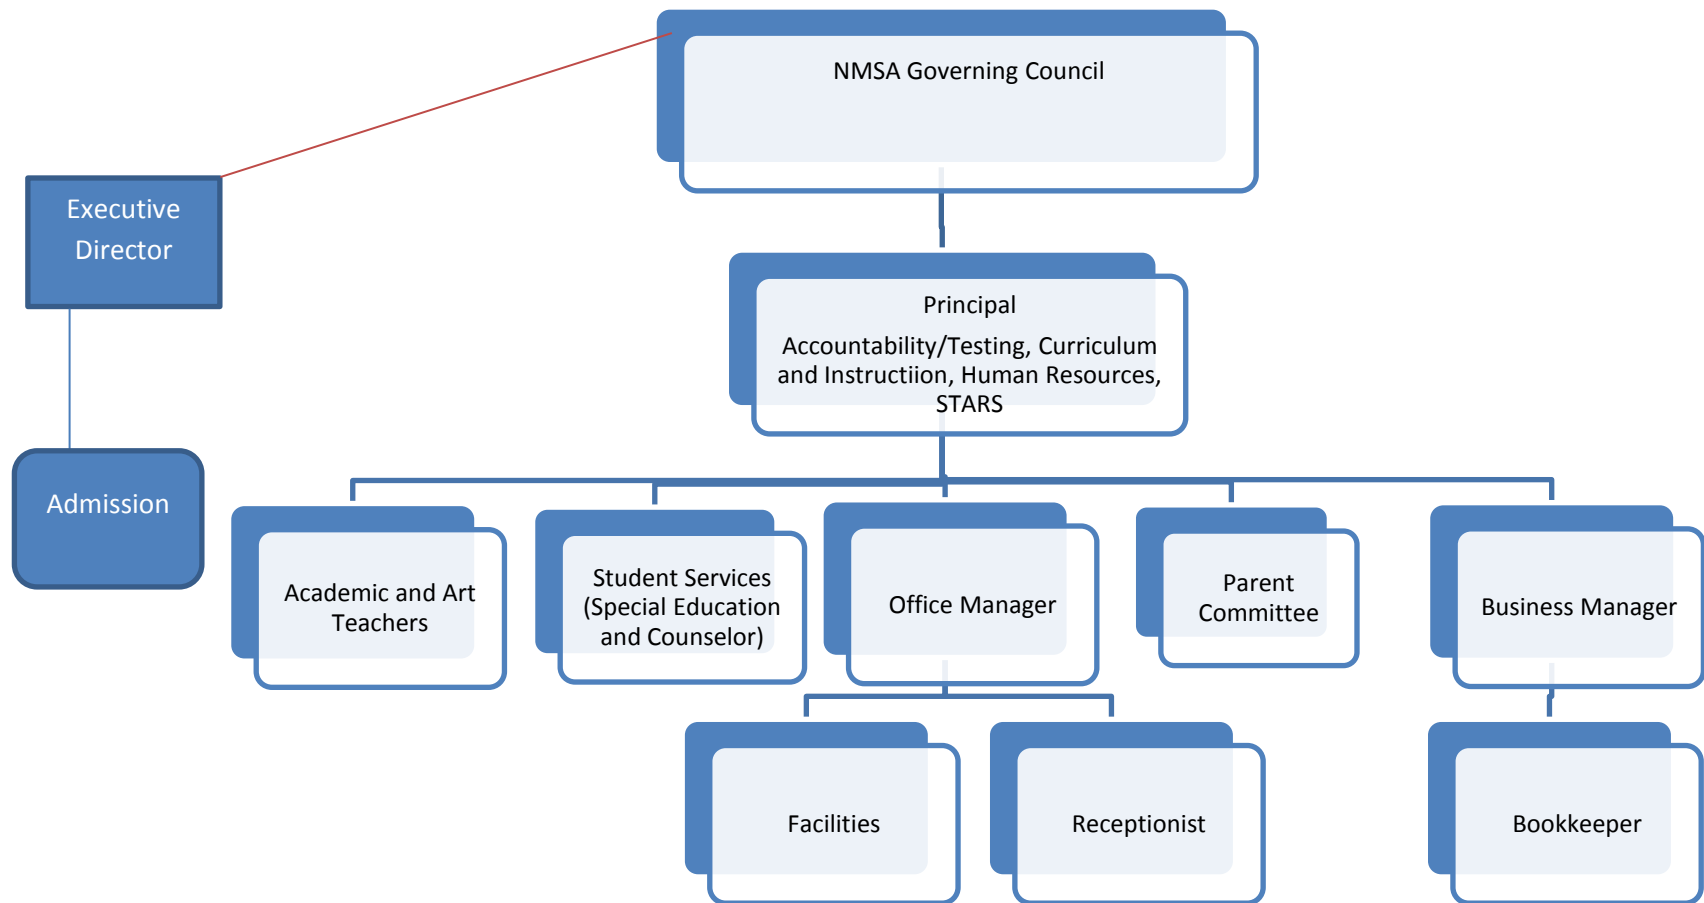 NMSA Governing Council
Executive
Director
Principal
Accountability/Testing, Curriculum
and Instructiion, Human Resources,
STARS
Admission
Academic and Art
Teachers
Student Services
(Special Education
and Counselor)
Office Manager
Parent
Committee
Business Manager
Facilities
Receptionist
Bookkeeper